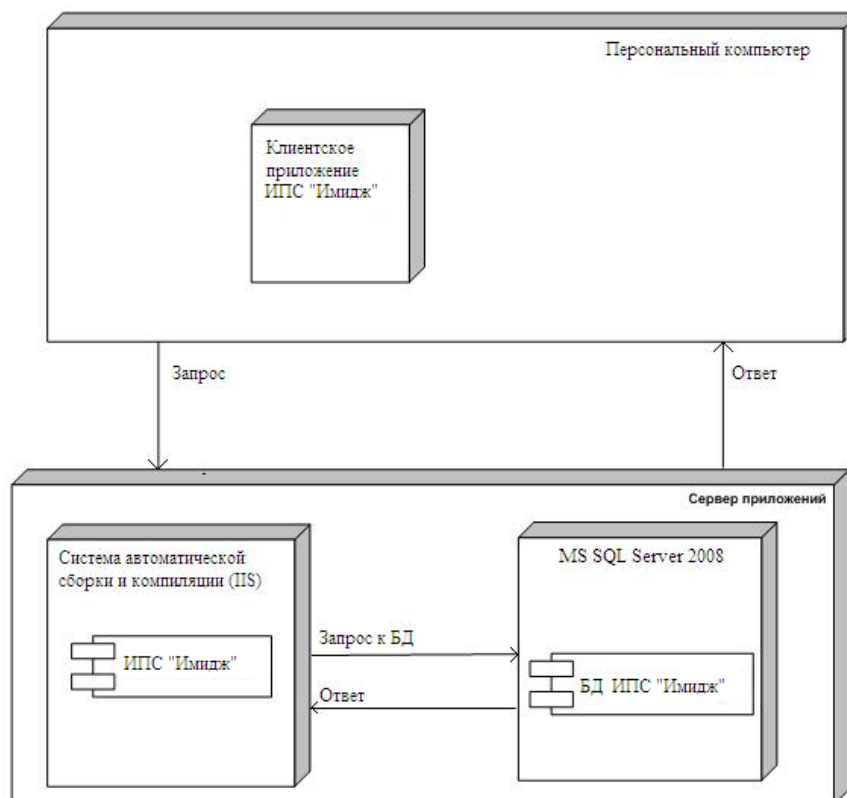 Персональный компьютер
Клиентское
приложение
ИПС "Имидж"
Запрос
Ответ
Сервер приложений
Система автоматической
сборки и компиляции (IIS)
ИПС "Имидж"
Запрос к БД
Ответ
MS SQL Server 2008
БД ИПС "Имидж"